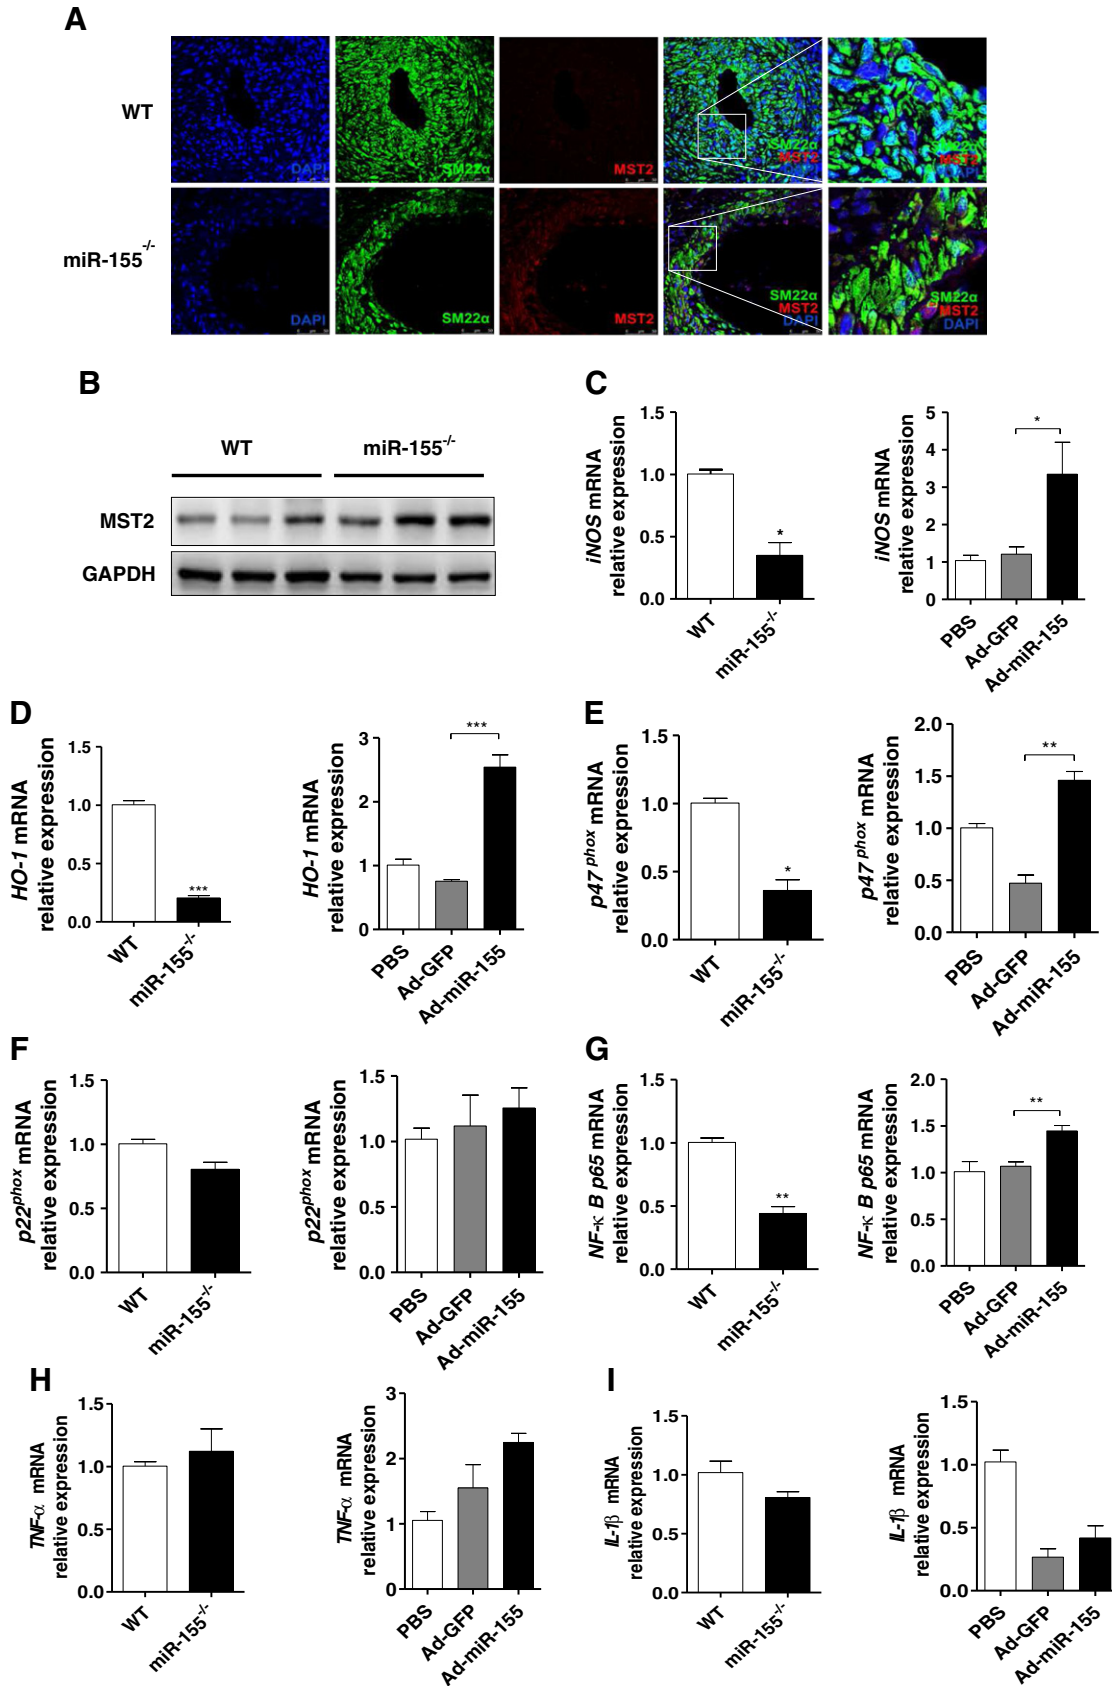 A
WT
DAPI
SM22α
MST2
SM22α
MST2
DAPI
SM22α
MST2
DAPI
miR-155-/-
DAPI
SM22α
MST2
SM22α
MST2
DAPI
SM22α
MST2
DAPI
B
WT
miR-155-/-
MST2
GAPDH
C
iNOS mRNA
relative expression
1.5
1.0
0.5
0.0
*
WT
miR-155-/-
iNOS mRNA
relative expression
5
4
3
2
1
0
*
PBS
Ad-GFP
Ad-miR-155
D
HO-1 mRNA
relative expression
1.5
1.0
0.5
0.0
***
WT
miR-155-/-
HO-1 mRNA
relative expression
3
2
1
0
***
PBS
Ad-GFP
Ad-miR-155
E
p47phox mRNA
relative expression
1.5
1.0
0.5
0.0
*
WT
miR-155-/-
p47phox mRNA
relative expression
2.0
1.5
1.0
0.5
0.0
**
PBS
Ad-GFP
Ad-miR-155
F
p22phox mRNA
relative expression
1.5
1.0
0.5
0.0
WT
miR-155-/-
p22phox mRNA
relative expression
1.5
1.0
0.5
0.0
PBS
Ad-GFP
Ad-miR-155
G
NF-κ B p65 mRNA
relative expression
1.5
1.0
0.5
0.0
**
WT
miR-155-/-
NF-κ B p65 mRNA
relative expression
2.0
1.5
1.0
0.5
0.0
**
PBS
Ad-GFP
Ad-miR-155
H
TNF-α mRNA
relative expression
1.5
1.0
0.5
0.0
WT
miR-155-/-
TNF-α mRNA
relative expression
3
2
1
0
PBS
Ad-GFP
Ad-miR-155
I
IL-1β mRNA
relative expression
1.5
1.0
0.5
0.0
WT
miR-155-/-
IL-1β mRNA
relative expression
1.5
1.0
0.5
0.0
PBS
Ad-GFP
Ad-miR-155